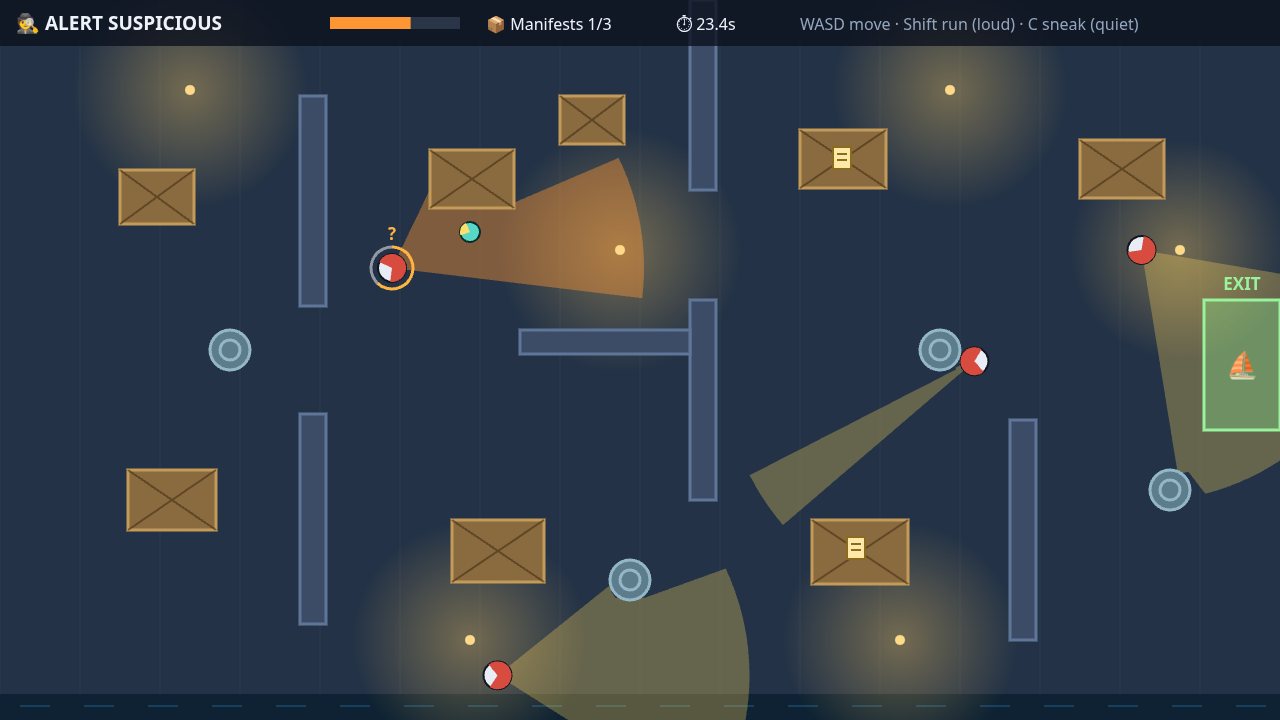 ALERT SUSPICIOUS
Manifests 1/3
23.4s
WASD move · Shift run (loud) · C sneak (quiet)
?
EXIT